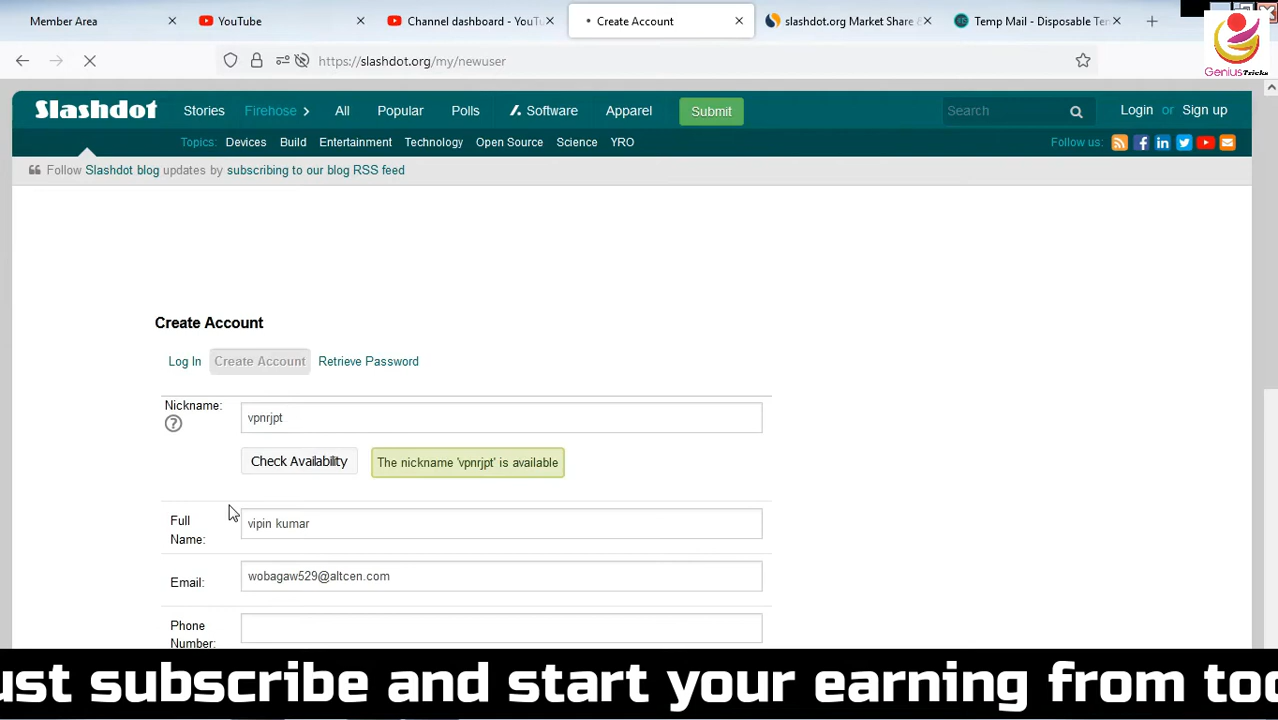 Member Area
YouTube
Channel dashboard - YouTu
Create Account
slashdot.org Market Share &
Temp Mail - Disposable Tem
GeniusTricks
https://slashdot.org/my/newuser
Slashdot Stories Firehose All Popular Polls Software Apparel Submit Search Login or Sign up
Topics: Devices Build Entertainment Technology Open Source Science YRO Follow us:
Follow Slashdot blog updates by subscribing to our blog RSS feed
Create Account
Log In Create Account Retrieve Password
Nickname: vpnrjpt
?
Check Availability The nickname 'vpnrjpt' is available
Full Name: vipin kumar
Email: wobagaw529@altcen.com
Phone Number:
ust subscribe and start your earning from too